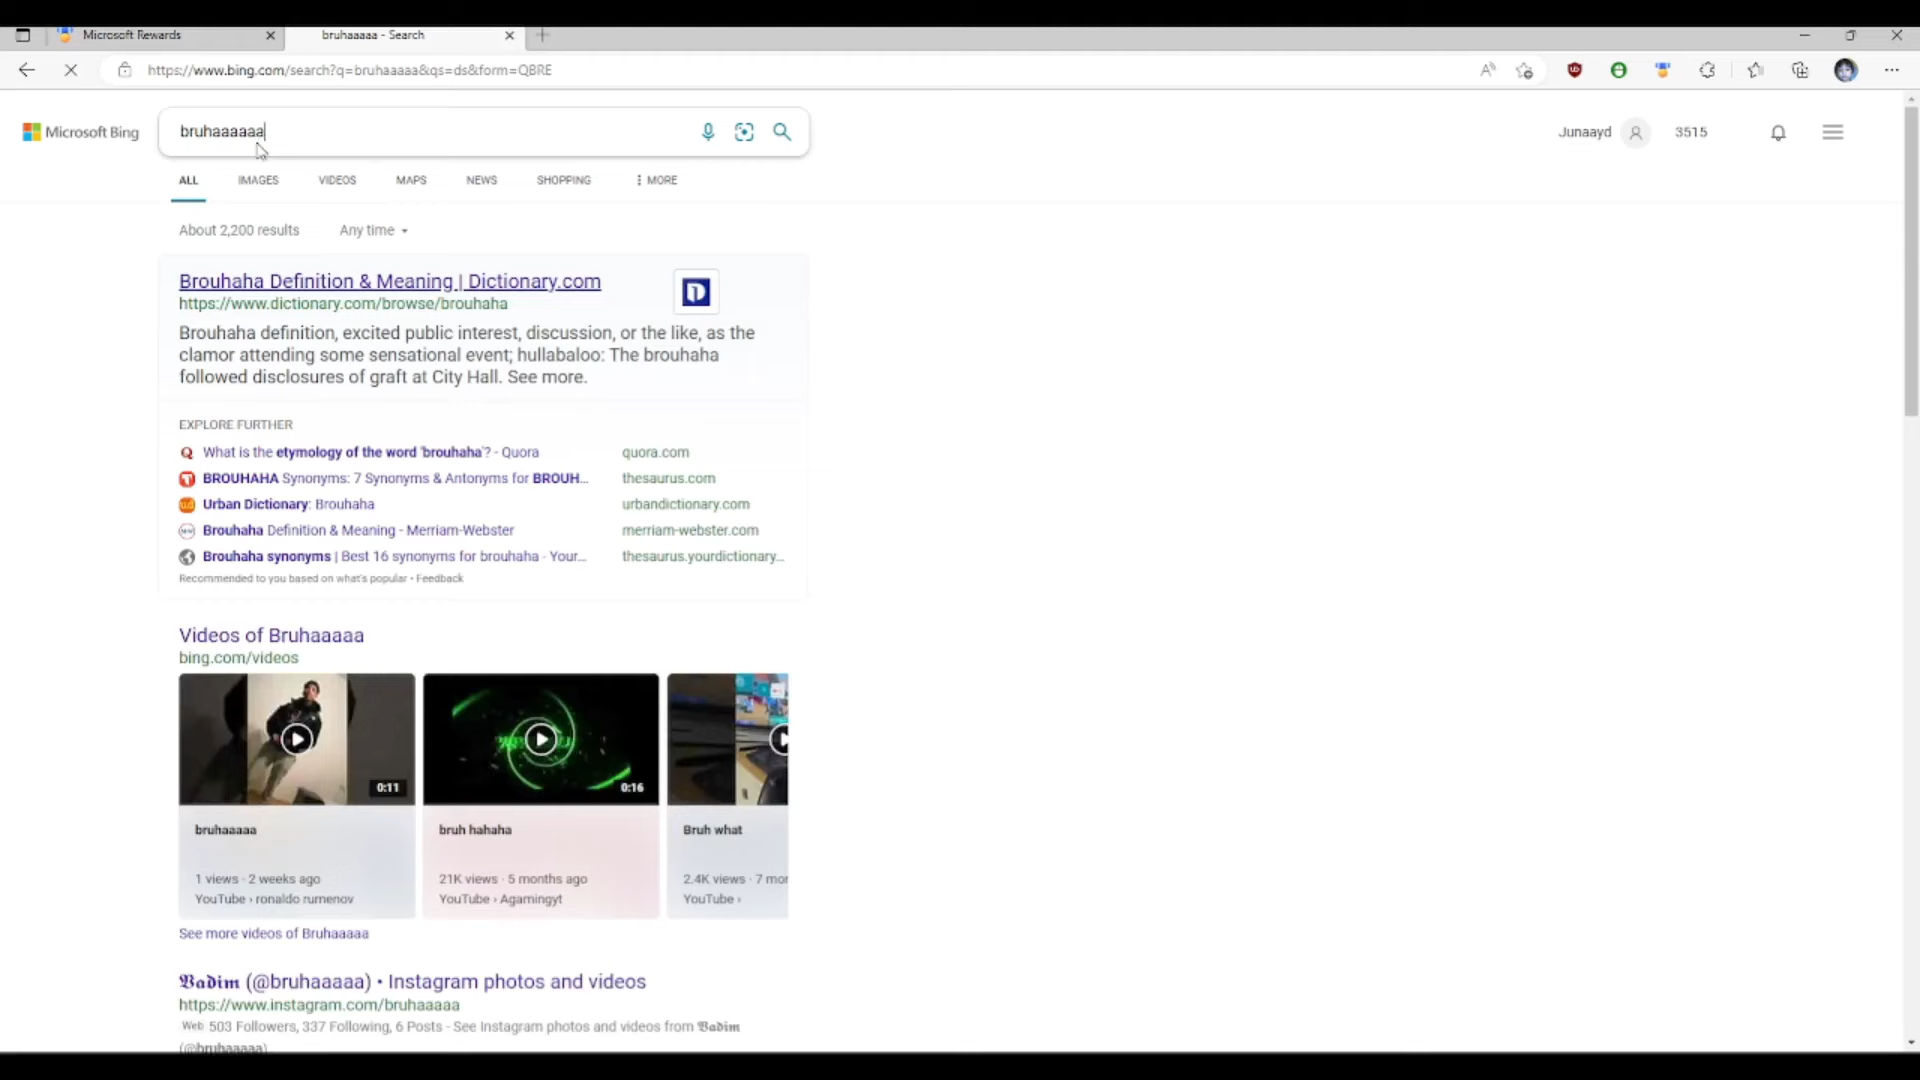 Microsoft Rewards
bruhaaaaa - Search
https://www.bing.com/search?q=bruhaaaaa&qs=ds&form=QBRE
Microsoft Bing
bruhaaaaaa
Junaayd
3515
ALL
IMAGES
VIDEOS
MAPS
NEWS
SHOPPING
MORE
About 2,200 results
Any time
Brouhaha Definition & Meaning | Dictionary.com
https://www.dictionary.com/browse/brouhaha
Brouhaha definition, excited public interest, discussion, or the like, as the
clamor attending some sensational event; hullabaloo: The brouhaha
followed disclosures of graft at City Hall. See more.
EXPLORE FURTHER
What is the etymology of the word 'brouhaha'? - Quora
quora.com
BROUHAHA Synonyms: 7 Synonyms & Antonyms for BROUH...
thesaurus.com
Urban Dictionary: Brouhaha
urbandictionary.com
Brouhaha Definition & Meaning - Merriam-Webster
merriam-webster.com
Brouhaha synonyms | Best 16 synonyms for brouhaha - Your...
thesaurus.yourdictionary...
Recommended to you based on what's popular • Feedback
Videos of Bruhaaaaa
bing.com/videos
0:11
0:16
bruhaaaaa
bruh hahaha
Bruh what
1 views · 2 weeks ago
21K views · 5 months ago
2.4K views · 7 mor
YouTube › ronaldo rumenov
YouTube › Agamingyt
YouTube ›
See more videos of Bruhaaaaa
𝖁𝖆𝖉𝖎𝖒 (@bruhaaaaa) • Instagram photos and videos
https://www.instagram.com/bruhaaaaa
Web 503 Followers, 337 Following, 6 Posts - See Instagram photos and videos from 𝖁𝖆𝖉𝖎𝖒
(@bruhaaaaa)